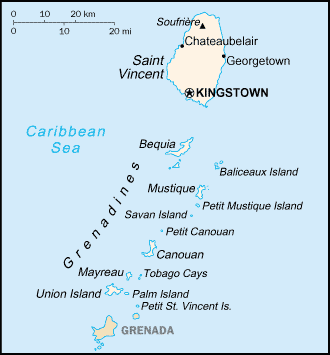 0 10 20 km
0 10 20 mi
Soufrière
Chateaubelair
Saint
Vincent
Georgetown
KINGSTOWN
Caribbean
Sea
Bequia
Baliceaux Island
Mustique
Petit Mustique Island
Savan Island
Petit Canouan
Grenadines
Canouan
Mayreau
Tobago Cays
Union Island
Palm Island
Petit St. Vincent Is.
GRENADA